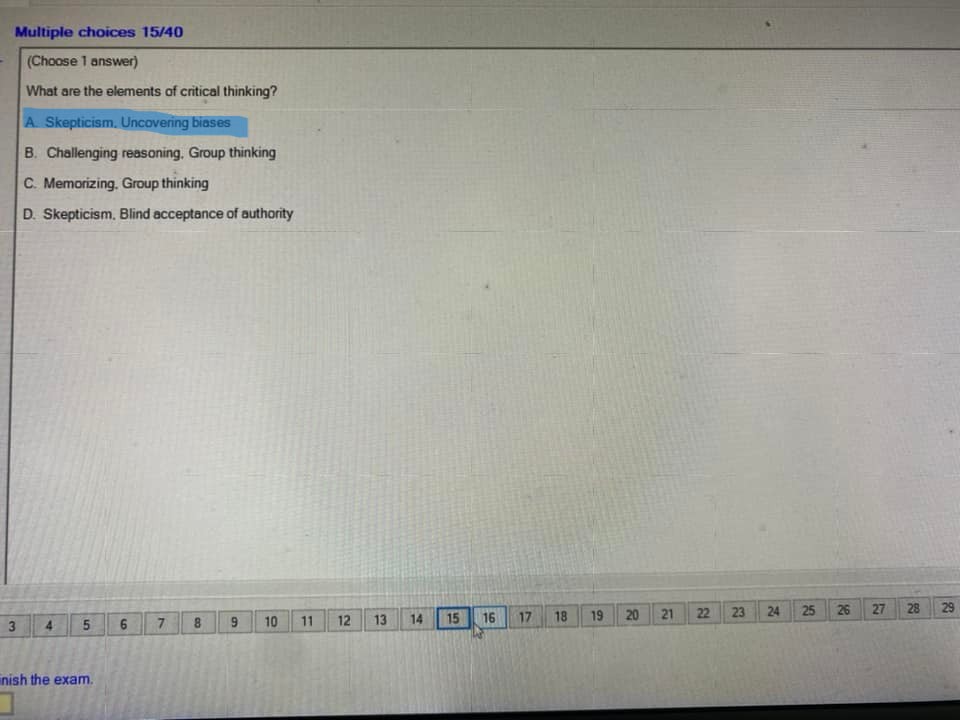 Multiple choices 15/40
(Choose 1 answer)
What are the elements of critical thinking?
A. Skepticism, Uncovering biases
B. Challenging reasoning, Group thinking
C. Memorizing, Group thinking
D. Skepticism, Blind acceptance of authority
3 4 5 6 7 8 9 10 11 12 13 14 15 16 17 18 19 20 21 22 23 24 25 26 27 28 29
inish the exam.